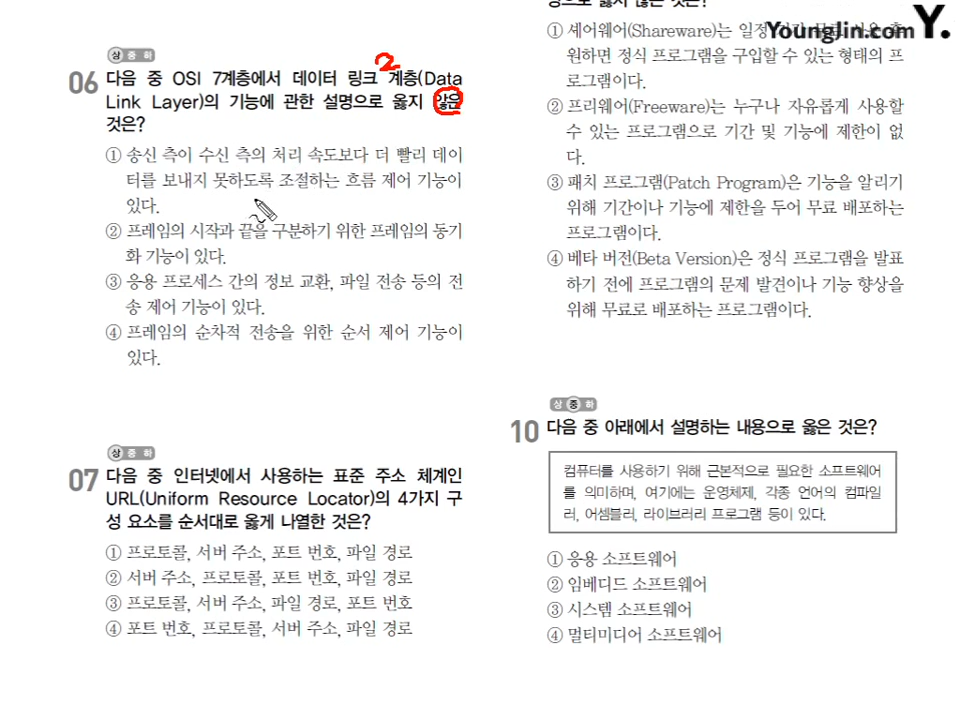 상 중 하
2
06 다음 중 OSI 7계층에서 데이터 링크 계층(Data
Link Layer)의 기능에 관한 설명으로 옳지 않은
것은?
① 송신 측이 수신 측의 처리 속도보다 더 빨리 데이
터를 보내지 못하도록 조절하는 흐름 제어 기능이
있다.
② 프레임의 시작과 끝을 구분하기 위한 프레임의 동기
화 기능이 있다.
③ 응용 프로세스 간의 정보 교환, 파일 전송 등의 전
송 제어 기능이 있다.
④ 프레임의 순차적 전송을 위한 순서 제어 기능이
있다.
상 중 하
07 다음 중 인터넷에서 사용하는 표준 주소 체계인
URL(Uniform Resource Locator)의 4가지 구
성 요소를 순서대로 옳게 나열한 것은?
① 프로토콜, 서버 주소, 포트 번호, 파일 경로
② 서버 주소, 프로토콜, 포트 번호, 파일 경로
③ 프로토콜, 서버 주소, 파일 경로, 포트 번호
④ 포트 번호, 프로토콜, 서버 주소, 파일 경로
옳지 않은 것은?
Younglin.com Y.
① 셰어웨어(Shareware)는 일정
원하면 정식 프로그램을 구입할 수 있는 형태의 프
로그램이다.
② 프리웨어(Freeware)는 누구나 자유롭게 사용할
수 있는 프로그램으로 기간 및 기능에 제한이 없
다.
③ 패치 프로그램(Patch Program)은 기능을 알리기
위해 기간이나 기능에 제한을 두어 무료 배포하는
프로그램이다.
④ 베타 버전(Beta Version)은 정식 프로그램을 발표
하기 전에 프로그램의 문제 발견이나 기능 향상을
위해 무료로 배포하는 프로그램이다.
상 중 하
10 다음 중 아래에서 설명하는 내용으로 옳은 것은?
컴퓨터를 사용하기 위해 근본적으로 필요한 소프트웨어
를 의미하며, 여기에는 운영체제, 각종 언어의 컴파일
러, 어셈블러, 라이브러리 프로그램 등이 있다.
① 응용 소프트웨어
② 임베디드 소프트웨어
③ 시스템 소프트웨어
④ 멀티미디어 소프트웨어